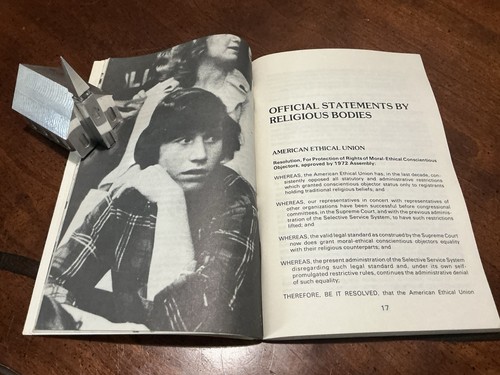 OFFICIAL STATEMENTS BY
RELIGIOUS BODIES
AMERICAN ETHICAL UNION
Resolution, For Protection of Rights of Moral-Ethical Conscientious
Objectors, approved by 1972 Assembly:
WHEREAS, the American Ethical Union has, in the last decade, con-
sistently opposed all statutory and administrative restrictions
which granted conscientious objector status only to registrants
holding traditional religious beliefs; and
WHEREAS, our representatives in concert with representatives of
other organizations have been successful before congressional
committees, in the Supreme Court, and with the previous adminis-
tration of the Selective Service System, to have such restrictions
lifted; and
WHEREAS, the valid legal standard as construed by the Supreme Court
now does grant moral-ethical conscientious objectors equality
with their religious counterparts; and
WHEREAS, the present administration of the Selective Service System
disregarding such legal standard and, under its own self-
promulgated restrictive rules, continues the administrative denial
of such equality;
THEREFORE, BE IT RESOLVED, that the American Ethical Union
17